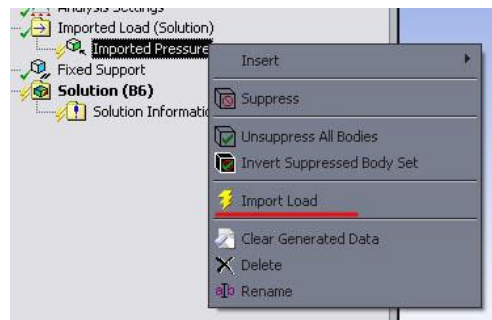 Analysis Settings
Imported Load (Solution)
Imported Pressure
Fixed Support
Solution (B6)
Solution Informatio
Insert
Suppress
Unsuppress All Bodies
Invert Suppressed Body Set
Import Load
Clear Generated Data
Delete
Rename